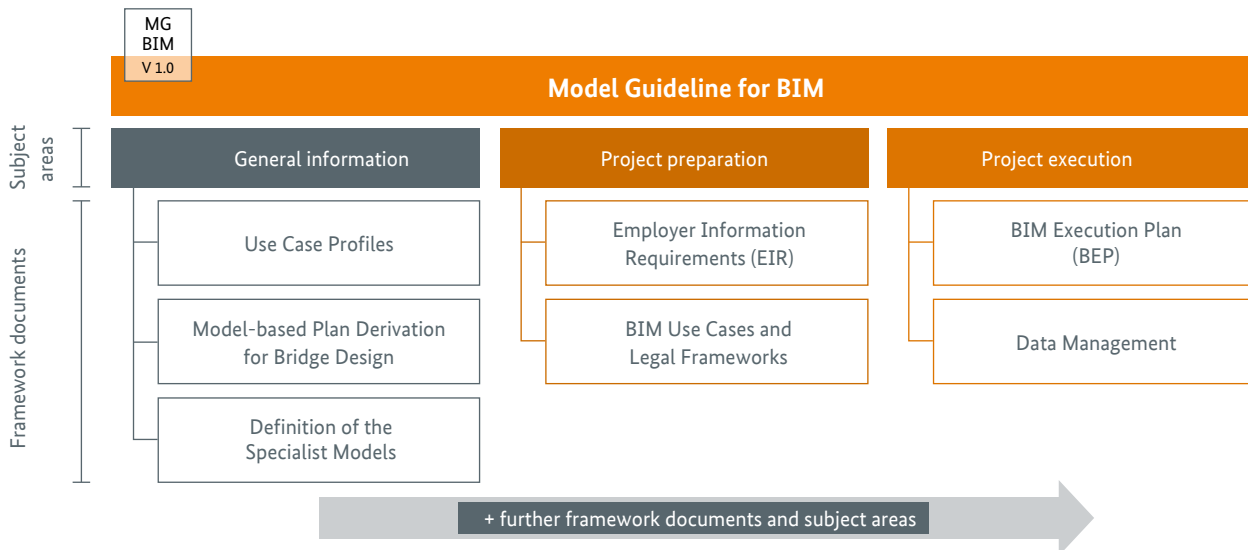 MG
BIM
V 1.0
Model Guideline for BIM
Subject
areas
General information
Project preparation
Project execution
Framework documents
Use Case Profiles
Employer Information
Requirements (EIR)
BIM Execution Plan
(BEP)
Model-based Plan Derivation
for Bridge Design
BIM Use Cases and
Legal Frameworks
Data Management
Definition of the
Specialist Models
+ further framework documents and subject areas